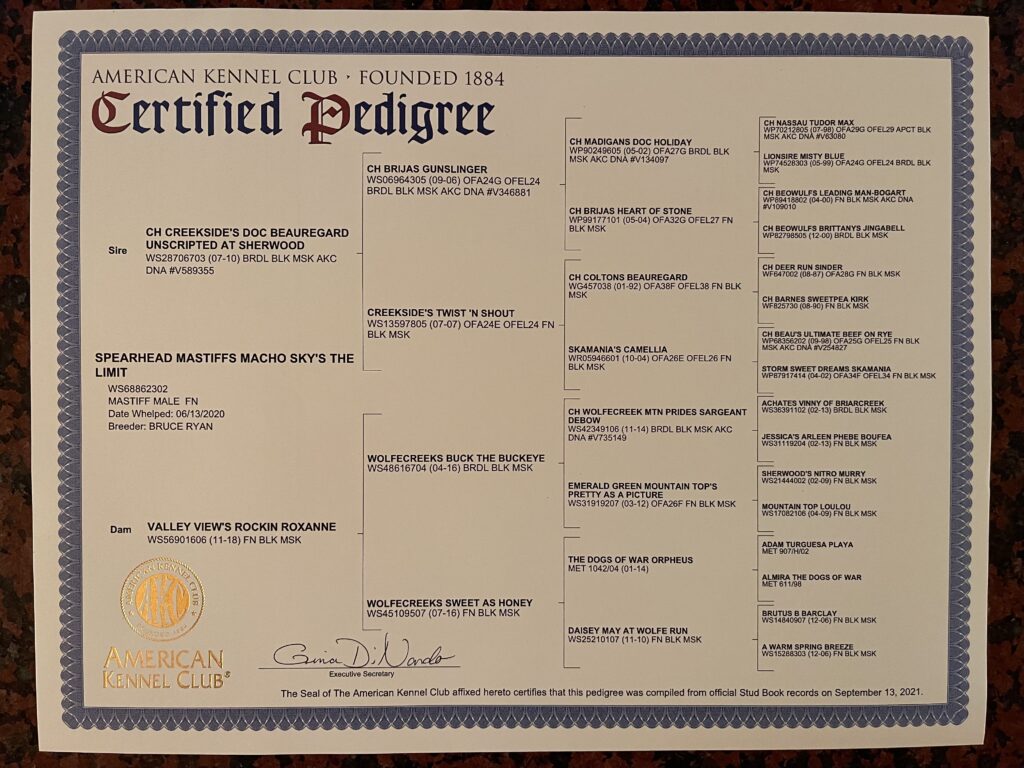 AMERICAN KENNEL CLUB · FOUNDED 1884
Certified Pedigree
Sire
CH CREEKSIDE'S DOC BEAUREGARD
UNSCRIPTED AT SHERWOOD
WS28706703 (07-10) BRDL BLK MSK AKC
DNA #V589355
SPEARHEAD MASTIFFS MACHO SKY'S THE
LIMIT
WS68862302
MASTIFF MALE FN
Date Whelped: 06/13/2020
Breeder: BRUCE RYAN
Dam
VALLEY VIEW'S ROCKIN ROXANNE
WS56901606 (11-18) FN BLK MSK
CH BRIJAS GUNSLINGER
WS06964305 (09-06) OFA24G OFEL24
BRDL BLK MSK AKC DNA #V346881
CREEKSIDE'S TWIST 'N SHOUT
WS13597805 (07-07) OFA24E OFEL24 FN
BLK MSK
WOLFECREEKS BUCK THE BUCKEYE
WS48616704 (04-16) BRDL BLK MSK
WOLFECREEKS SWEET AS HONEY
WS45109507 (07-16) FN BLK MSK
CH MADIGANS DOC HOLIDAY
WP90249605 (05-02) OFA27G BRDL BLK
MSK AKC DNA #V134097
CH BRIJAS HEART OF STONE
WP99177101 (05-04) OFA32G OFEL27 FN
BLK MSK
CH COLTONS BEAUREGARD
WG457038 (01-92) OFA38F OFEL38 FN BLK
MSK
SKAMANIA'S CAMELLIA
WR05946601 (10-04) OFA26E OFEL26 FN
BLK MSK
CH WOLFECREEK MTN PRIDES SARGEANT
DEBOW
WS42349106 (11-14) BRDL BLK MSK AKC
DNA #V735149
EMERALD GREEN MOUNTAIN TOP'S
PRETTY AS A PICTURE
WS31919207 (03-12) OFA26F FN BLK MSK
THE DOGS OF WAR ORPHEUS
MET 1042/04 (01-14)
DAISEY MAY AT WOLFE RUN
WS25210107 (11-10) FN BLK MSK
CH NASSAU TUDOR MAX
WP70212805 (07-98) OFA29G OFEL29 APCT BLK
MSK AKC DNA #V63080
LIONSIRE MISTY BLUE
WP74528303 (05-99) OFA24G OFEL24 BRDL BLK
MSK
CH BEOWULFS LEADING MAN-BOGART
WP89418802 (04-00) FN BLK MSK AKC DNA
#V109010
CH BEOWULFS BRITTANYS JINGABELL
WP82798505 (12-00) BRDL BLK MSK
CH DEER RUN SINDER
WF647002 (08-87) OFA28G FN BLK MSK
CH BARNES SWEETPEA KIRK
WF825730 (08-90) FN BLK MSK
CH BEAU'S ULTIMATE BEEF ON RYE
WP68356202 (09-98) OFA25G OFEL25 FN BLK
MSK AKC DNA #V254827
STORM SWEET DREAMS SKAMANIA
WP87917414 (04-02) OFA34F OFEL34 FN BLK MSK
ACHATES VINNY OF BRIARCREEK
WS36391102 (02-13) BRDL BLK MSK
JESSICA'S ARLEEN PHEBE BOUFEA
WS31119204 (02-13) FN BLK MSK
SHERWOOD'S NITRO MURRY
WS21444002 (02-09) FN BLK MSK
MOUNTAIN TOP LOULOU
WS17082106 (04-09) FN BLK MSK
ADAM TURGUESA PLAYA
MET 907/H/02
ALMIRA THE DOGS OF WAR
MET 611/98
BRUTUS B BARCLAY
WS14840907 (12-06) FN BLK MSK
A WARM SPRING BREEZE
WS15288303 (12-06) FN BLK MSK
AMERICAN KENNEL CLUB
AKC
FOUNDED 1884
AMERICAN
KENNEL CLUB®
Gina DiNardo
Executive Secretary
The Seal of The American Kennel Club affixed hereto certifies that this pedigree was compiled from official Stud Book records on September 13, 2021.